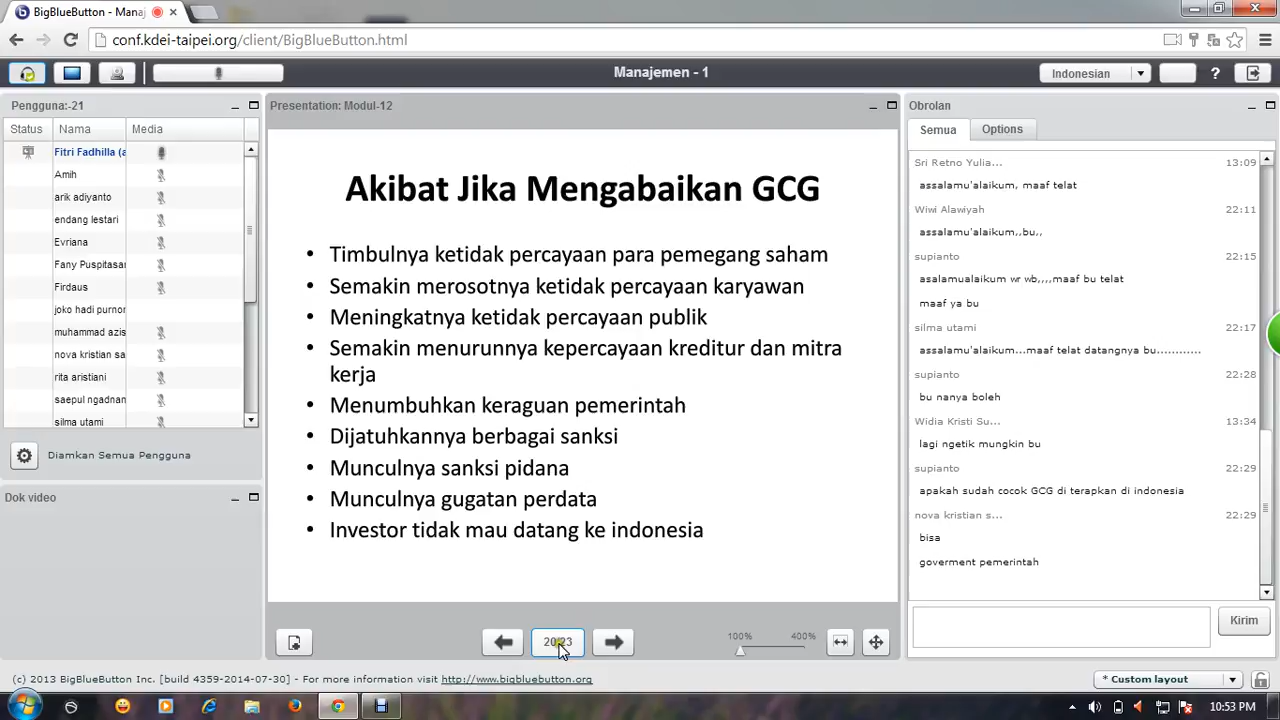 BigBlueButton - Manaj
conf.kdei-taipei.org/client/BigBlueButton.html
Manajemen - 1
Indonesian
?
Pengguna:-21
Status Nama Media
Fitri Fadhilla (a
Amih
arik adiyanto
endang lestari
Evriana
Fany Puspitasar
Firdaus
joko hadi purnor
muhammad azis
nova kristian sa
rita aristiani
saepul ngadnan
silma utami
Diamkan Semua Pengguna
Dok video
Presentation: Modul-12
Akibat Jika Mengabaikan GCG
• Timbulnya ketidak percayaan para pemegang saham
• Semakin merosotnya ketidak percayaan karyawan
• Meningkatnya ketidak percayaan publik
• Semakin menurunnya kepercayaan kreditur dan mitra
kerja
• Menumbuhkan keraguan pemerintah
• Dijatuhkannya berbagai sanksi
• Munculnya sanksi pidana
• Munculnya gugatan perdata
• Investor tidak mau datang ke indonesia
100% 400%
Obrolan
Semua Options
Sri Retno Yulia... 13:09
assalamu'alaikum, maaf telat
Wiwi Alawiyah 22:11
assalamu'alaikum,,bu,,
supianto 22:15
asalamualaikum wr wb,,,,maaf bu telat
maaf ya bu
silma utami 22:17
assalamu'alaikum...maaf telat datangnya bu............
supianto 22:28
bu nanya boleh
Widia Kristi Su... 13:34
lagi ngetik mungkin bu
supianto 22:29
apakah sudah cocok GCG di terapkan di indonesia
nova kristian s... 22:29
bisa
goverment pemerintah
Kirim
(c) 2013 BigBlueButton Inc. [build 4359-2014-07-30] - For more information visit http://www.bigbluebutton.org
* Custom layout
10:53 PM